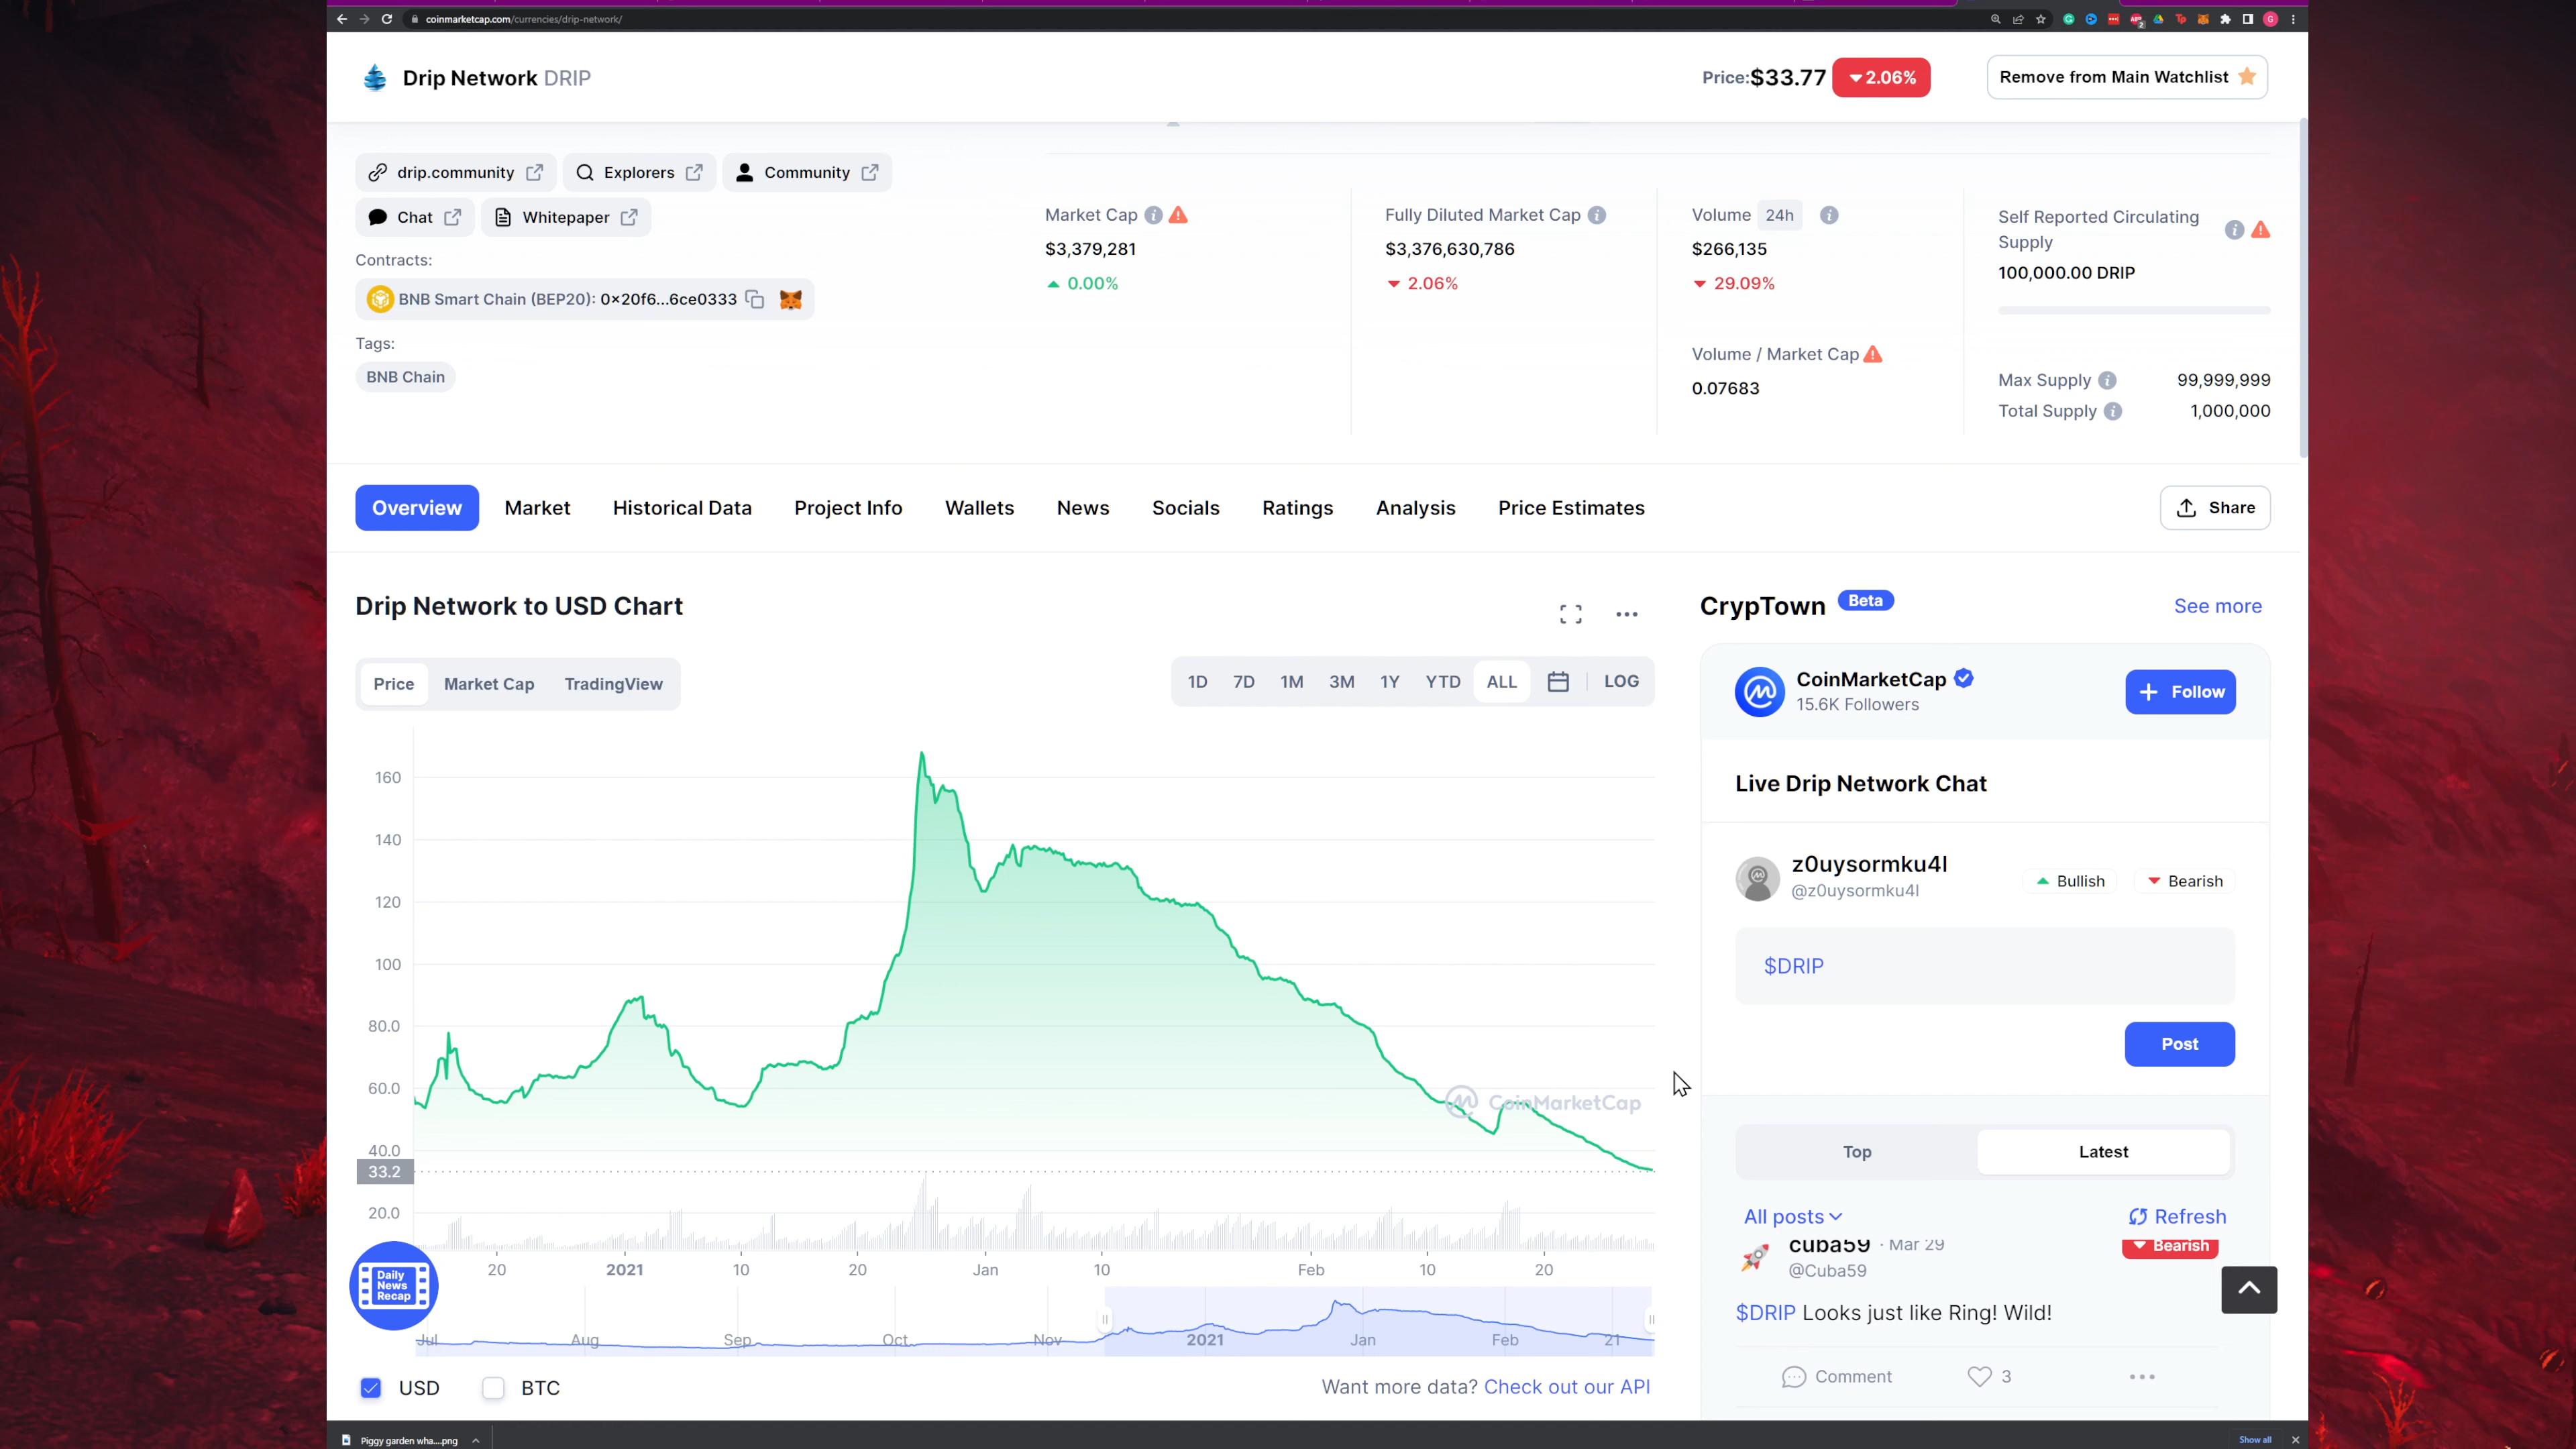 coinmarketcap.com/currencies/drip-network/
Drip Network DRIP
Price:$33.77 2.06%
Remove from Main Watchlist
drip.community
Explorers
Community
Chat
Whitepaper
Contracts:
BNB Smart Chain (BEP20): 0x20f6...6ce0333
Tags:
BNB Chain
Market Cap
$3,379,281
0.00%
Fully Diluted Market Cap
$3,376,630,786
2.06%
Volume 24h
$266,135
29.09%
Volume / Market Cap
0.07683
Self Reported Circulating
Supply
100,000.00 DRIP
Max Supply 99,999,999
Total Supply 1,000,000
Overview Market Historical Data Project Info Wallets News Socials Ratings Analysis Price Estimates
Share
Drip Network to USD Chart
Price Market Cap TradingView
1D 7D 1M 3M 1Y YTD ALL LOG
160
140
120
100
80.0
60.0
40.0
33.2
20.0
CoinMarketCap
20 2021 10 20 Jan 10 Feb 10 20
Jul Aug Sep Oct Nov 2021 Jan Feb 21
Daily
News
Recap
USD BTC
Want more data? Check out our API
CrypTown Beta
See more
CoinMarketCap
15.6K Followers
Follow
Live Drip Network Chat
z0uysormku4l
@z0uysormku4l
Bullish Bearish
$DRIP
Post
Top Latest
All posts
Refresh
cuba59 · Mar 29
Bearish
@Cuba59
$DRIP Looks just like Ring! Wild!
Comment 3
Piggy garden wha....png
Show all